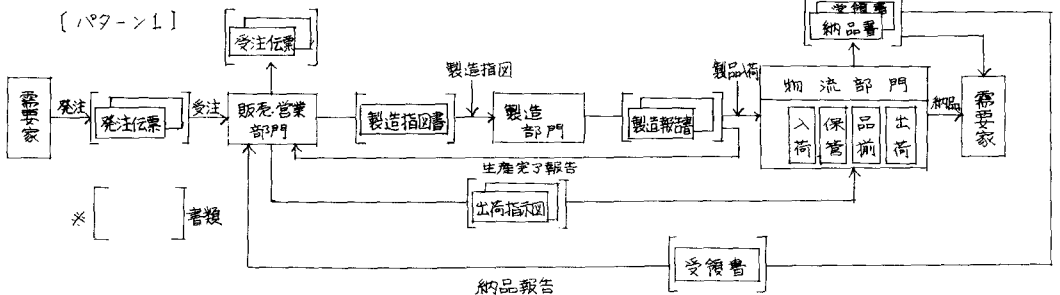 [パターン1]
受注伝票
需要家
発注
発注伝票
受注
販売・営業
部門
製造指図書
製造指図
製造
部門
製造報告書
製品入荷
受領書
納品書
物流部門
入荷
保管
品揃
出荷
納品
需要家
生産完了報告
出荷指示図
※[ ]書類
受領書
納品報告